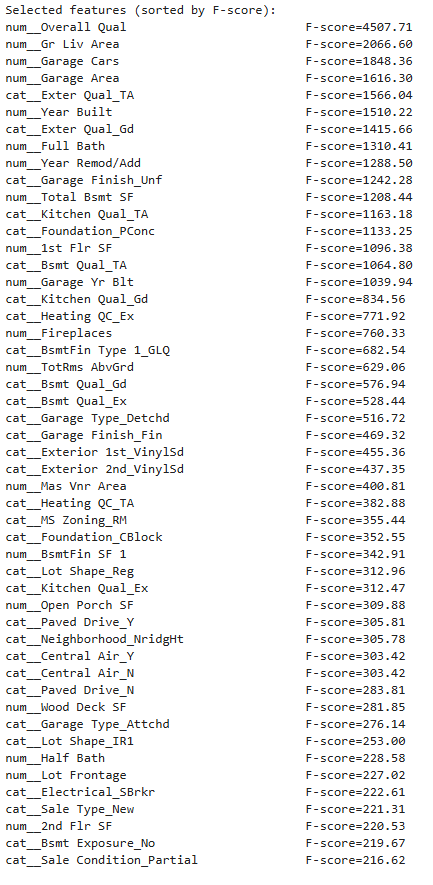 Selected features (sorted by F-score):
num__Overall Qual F-score=4507.71
num__Gr Liv Area F-score=2066.60
num__Garage Cars F-score=1848.36
num__Garage Area F-score=1616.30
cat__Exter Qual_TA F-score=1566.04
num__Year Built F-score=1510.22
cat__Exter Qual_Gd F-score=1415.66
num__Full Bath F-score=1310.41
num__Year Remod/Add F-score=1288.50
cat__Garage Finish_Unf F-score=1242.28
num__Total Bsmt SF F-score=1208.44
cat__Kitchen Qual_TA F-score=1163.18
cat__Foundation_PConc F-score=1133.25
num__1st Flr SF F-score=1096.38
cat__Bsmt Qual_TA F-score=1064.80
num__Garage Yr Blt F-score=1039.94
cat__Kitchen Qual_Gd F-score=834.56
cat__Heating QC_Ex F-score=771.92
num__Fireplaces F-score=760.33
cat__BsmtFin Type 1_GLQ F-score=682.54
num__TotRms AbvGrd F-score=629.06
cat__Bsmt Qual_Gd F-score=576.94
cat__Bsmt Qual_Ex F-score=528.44
cat__Garage Type_Detchd F-score=516.72
cat__Garage Finish_Fin F-score=469.32
cat__Exterior 1st_VinylSd F-score=455.36
cat__Exterior 2nd_VinylSd F-score=437.35
num__Mas Vnr Area F-score=400.81
cat__Heating QC_TA F-score=382.88
cat__MS Zoning_RM F-score=355.44
cat__Foundation_CBlock F-score=352.55
num__BsmtFin SF 1 F-score=342.91
cat__Lot Shape_Reg F-score=312.96
cat__Kitchen Qual_Ex F-score=312.47
num__Open Porch SF F-score=309.88
cat__Paved Drive_Y F-score=305.81
cat__Neighborhood_NridgHt F-score=305.78
cat__Central Air_Y F-score=303.42
cat__Central Air_N F-score=303.42
cat__Paved Drive_N F-score=283.81
num__Wood Deck SF F-score=281.85
cat__Garage Type_Attchd F-score=276.14
cat__Lot Shape_IR1 F-score=253.00
num__Half Bath F-score=228.58
num__Lot Frontage F-score=227.02
cat__Electrical_SBrkr F-score=222.61
cat__Sale Type_New F-score=221.31
num__2nd Flr SF F-score=220.53
cat__Bsmt Exposure_No F-score=219.67
cat__Sale Condition_Partial F-score=216.62